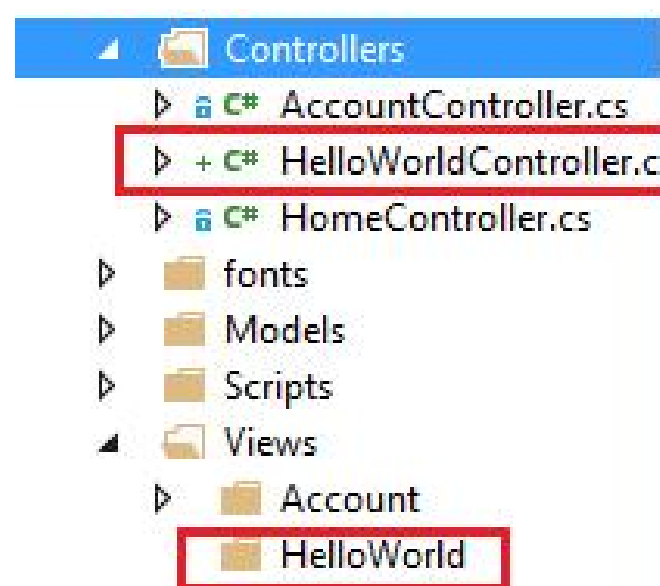 Controllers
C# AccountController.cs
+ C# HelloWorldController.c
C# HomeController.cs
fonts
Models
Scripts
Views
Account
HelloWorld